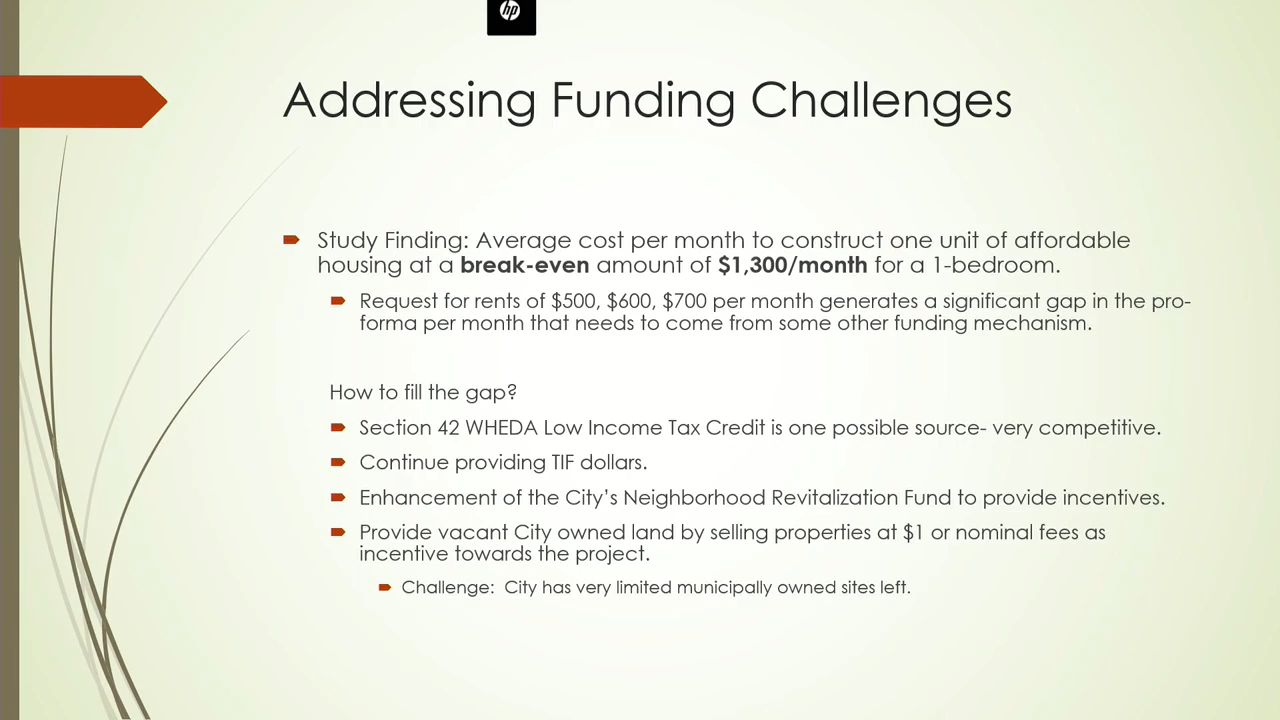 hp
Addressing Funding Challenges
Study Finding: Average cost per month to construct one unit of affordable
housing at a break-even amount of $1,300/month for a 1-bedroom.
Request for rents of $500, $600, $700 per month generates a significant gap in the pro-
forma per month that needs to come from some other funding mechanism.
How to fill the gap?
Section 42 WHEDA Low Income Tax Credit is one possible source- very competitive.
Continue providing TIF dollars.
Enhancement of the City's Neighborhood Revitalization Fund to provide incentives.
Provide vacant City owned land by selling properties at $1 or nominal fees as
incentive towards the project.
Challenge:  City has very limited municipally owned sites left.